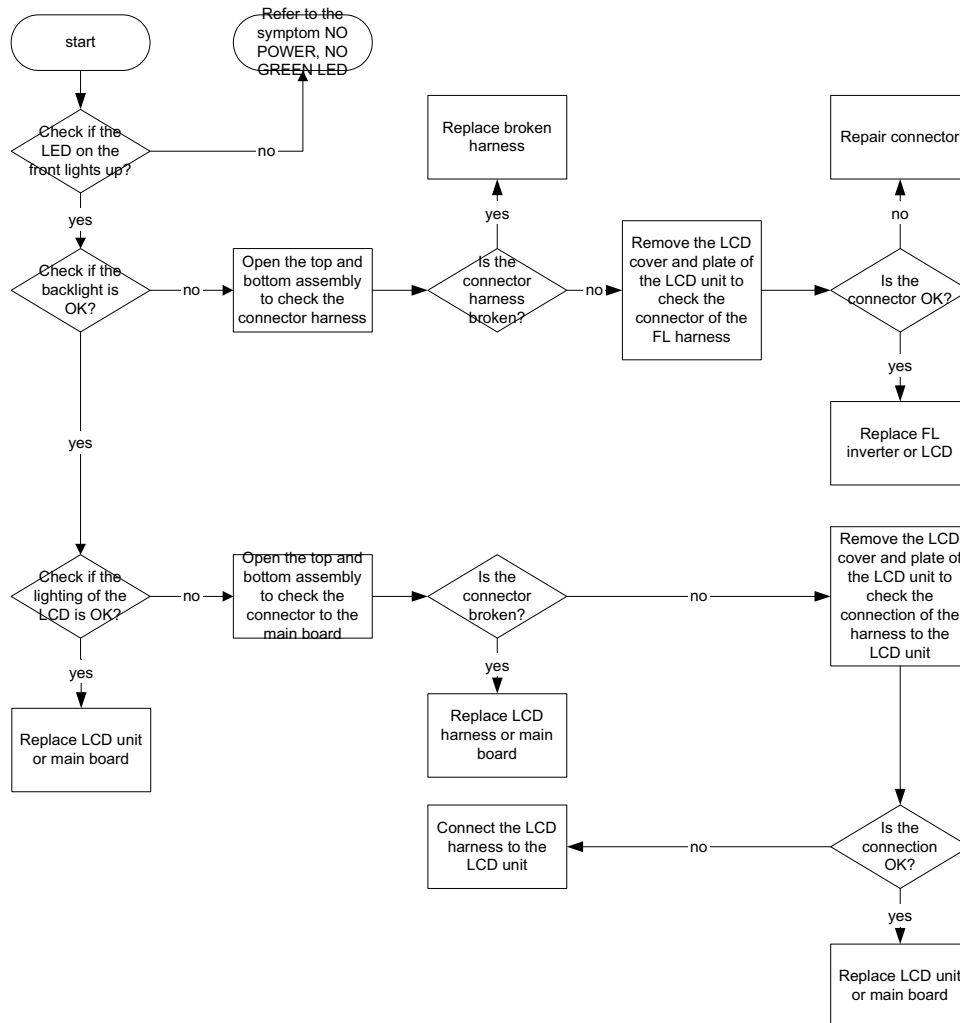 start
Refer to the
symptom NO
POWER, NO
GREEN LED
Check if the
LED on the
front lights up?
no
yes
Replace broken
harness
Repair connector
yes
no
Check if the
backlight is
OK?
no
Open the top and
bottom assembly
to check the
connector harness
Is the
connector
harness
broken?
no
Remove the LCD
cover and plate
of the LCD unit to
check the
connector of the
FL harness
Is the
connector OK?
yes
Replace FL
inverter or LCD
yes
Check if the
lighting of the
LCD is OK?
no
Open the top and
bottom assembly
to check the
connector to the
main board
Is the
connector
broken?
no
Remove the LCD
cover and plate of
the LCD unit to
check the
connection of the
harness to the
LCD unit
yes
yes
Replace LCD unit
or main board
Replace LCD
harness or main
board
Connect the LCD
harness to the
LCD unit
no
Is the
connection
OK?
yes
Replace LCD unit
or main board